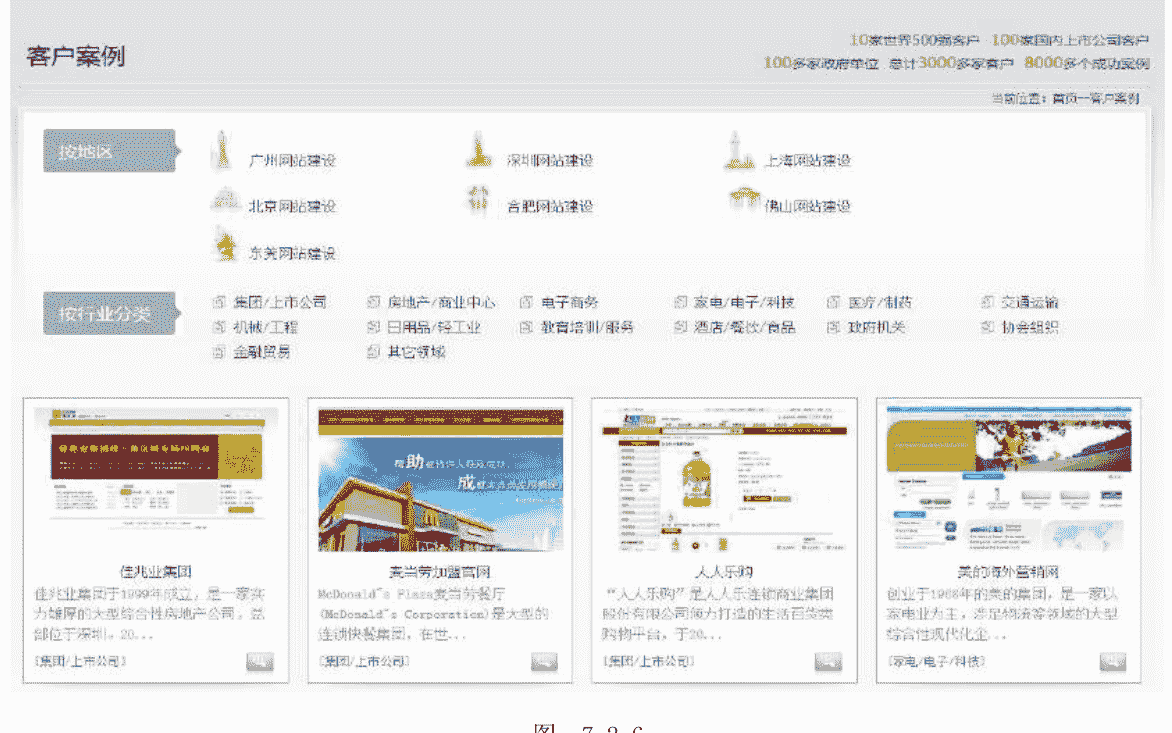 客户案例
10家世界500强客户 100家国内上市公司客户
100多家政府单位 总计3000多家客户 8000多个成功案例
当前位置：首页—客户案例
按地区
广州网站建设 深圳网站建设 上海网站建设
北京网站建设 合肥网站建设 佛山网站建设
东莞网站建设
按行业分类
集团/上市公司 房地产/商业中心 电子商务 家电/电子/科技 医疗/制药 交通运输
机械/工程 日用品/轻工业 教育培训/服务 酒店/餐饮/食品 政府机关 协会组织
金融贸易 其它领域
佳兆业集团
佳兆业集团于1999年成立，是一家实
力雄厚的大型综合性房地产公司，总
部位于深圳。20...
[集团/上市公司]
麦当劳加盟官网
McDonald's Plaza麦当劳餐厅
(McDonald's Corporation)是大型的
连锁快餐集团，在世...
[集团/上市公司]
人人乐购
“人人乐购”是人人乐连锁商业集团
股份有限公司倾力打造的生活百货类
购物平台，于20...
[集团/上市公司]
美的海外营销网
创业于1968年的美的集团，是一家以
家电业为主，涉足物流等领域的大型
综合性现代化企...
[家电/电子/科技]
图 7.2.6